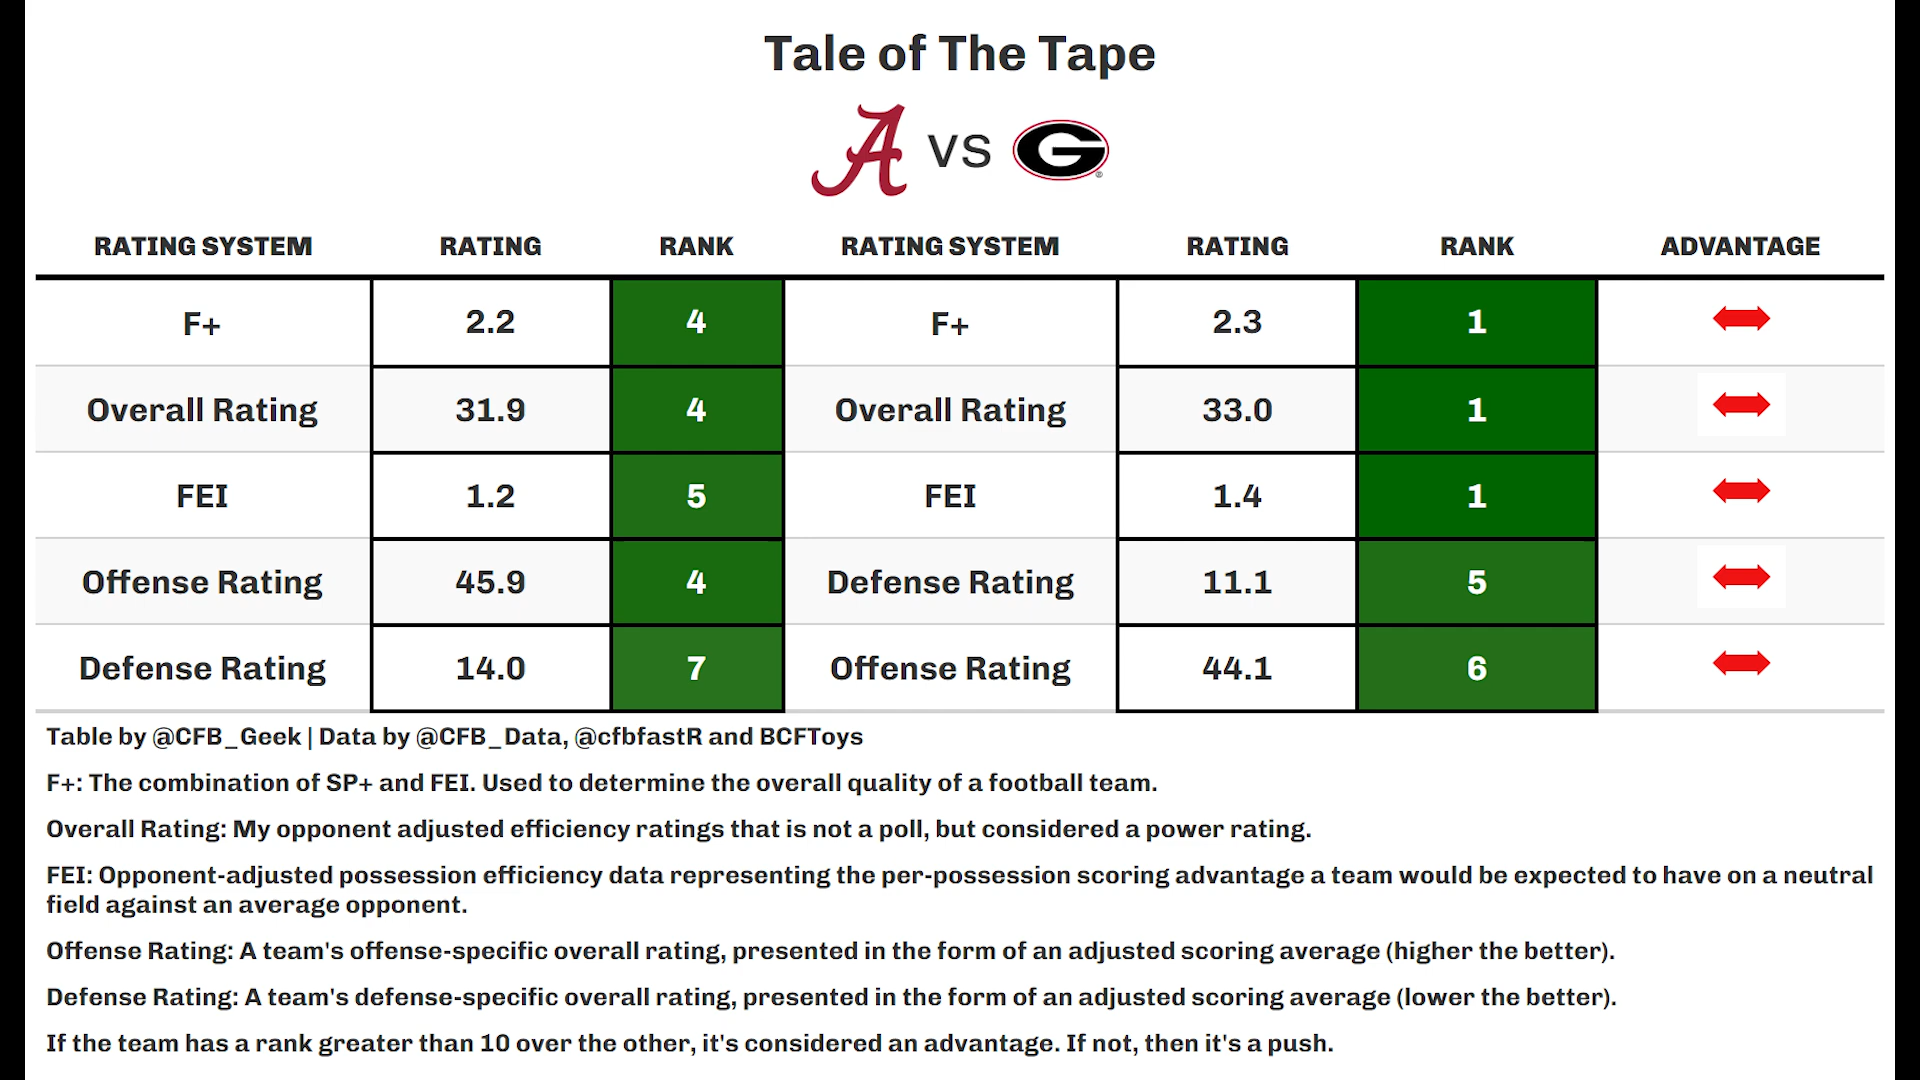 Tale of The Tape
A VS G
RATING SYSTEM RATING RANK RATING SYSTEM RATING RANK ADVANTAGE
F+ 2.2 4 F+ 2.3 1
Overall Rating 31.9 4 Overall Rating 33.0 1
FEI 1.2 5 FEI 1.4 1
Offense Rating 45.9 4 Defense Rating 11.1 5
Defense Rating 14.0 7 Offense Rating 44.1 6
Table by @CFB_Geek | Data by @CFB_Data, @cfbfastR and BCFToys
F+: The combination of SP+ and FEI. Used to determine the overall quality of a football team.
Overall Rating: My opponent adjusted efficiency ratings that is not a poll, but considered a power rating.
FEI: Opponent-adjusted possession efficiency data representing the per-possession scoring advantage a team would be expected to have on a neutral
field against an average opponent.
Offense Rating: A team's offense-specific overall rating, presented in the form of an adjusted scoring average (higher the better).
Defense Rating: A team's defense-specific overall rating, presented in the form of an adjusted scoring average (lower the better).
If the team has a rank greater than 10 over the other, it's considered an advantage. If not, then it's a push.